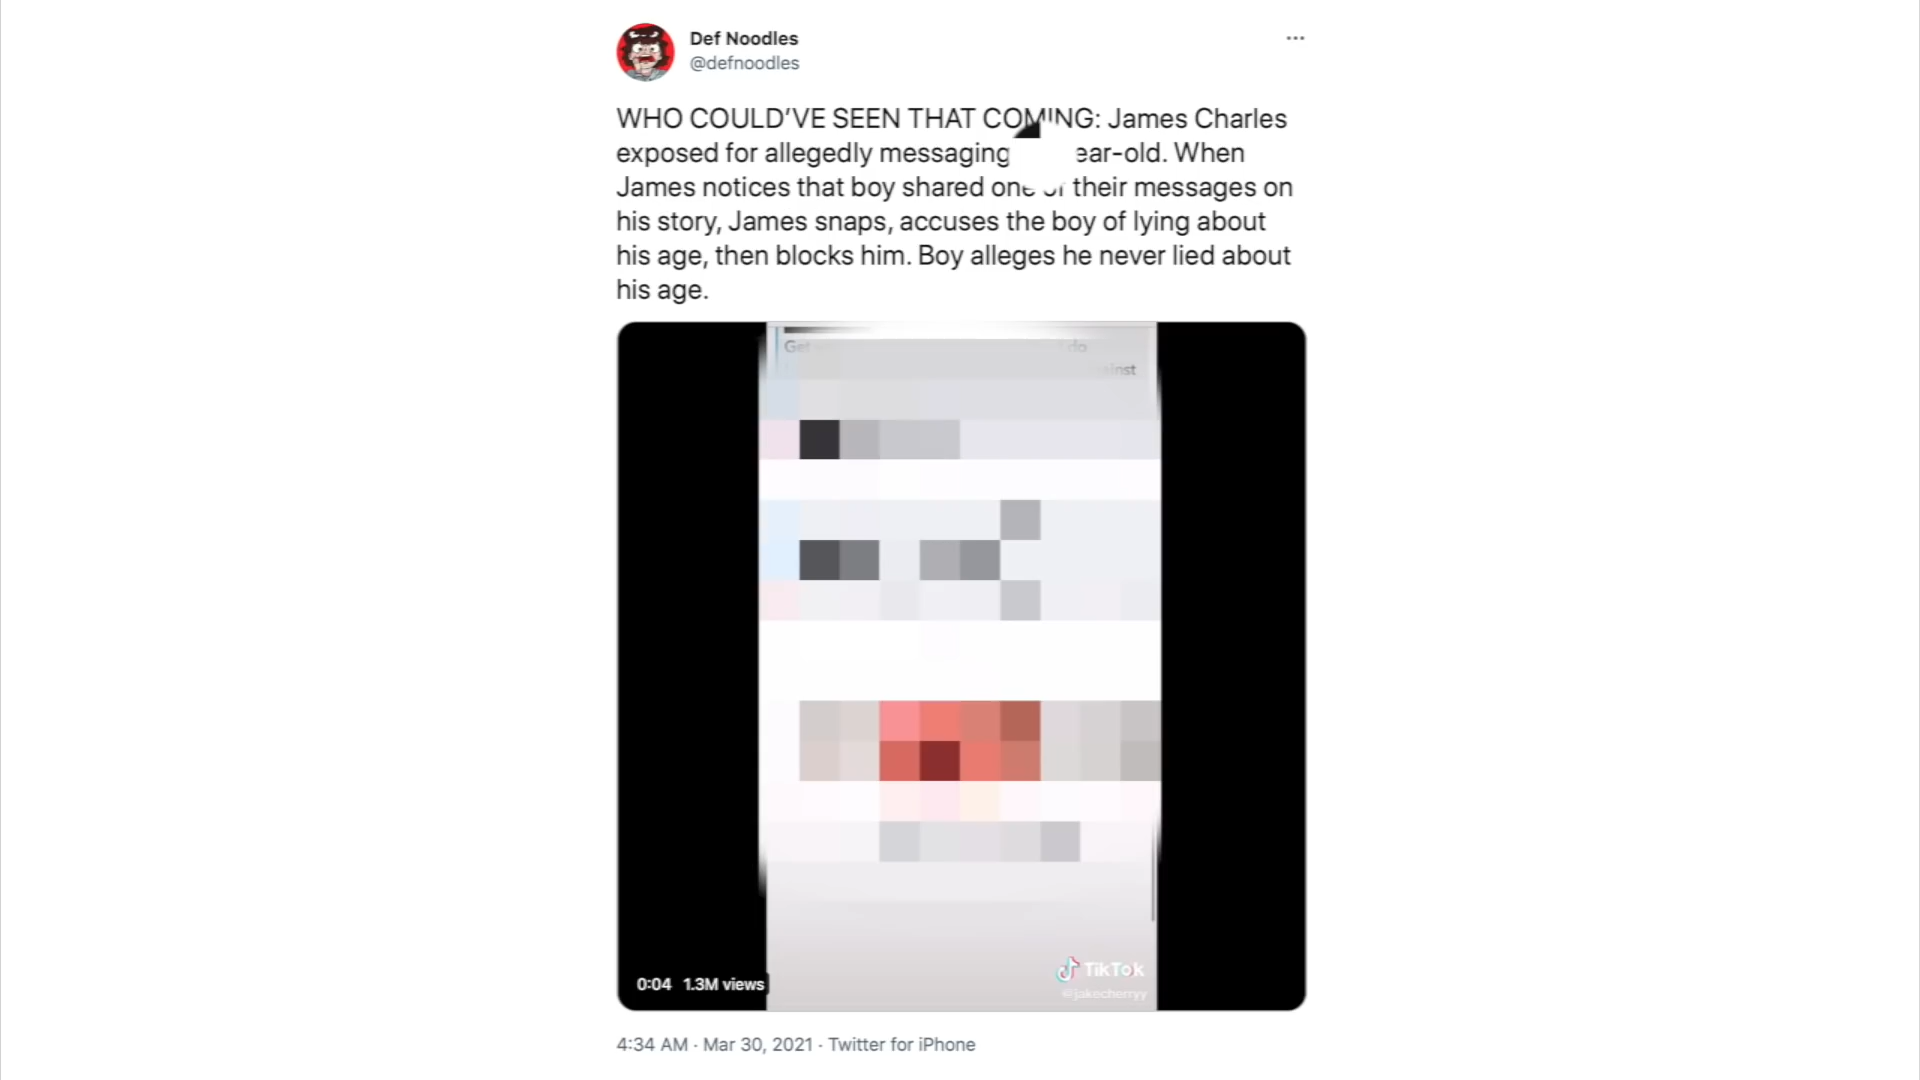 Def Noodles
@defnoodles
WHO COULD'VE SEEN THAT COMING: James Charles
exposed for allegedly messaging ear-old. When
James notices that boy shared one of their messages on
his story, James snaps, accuses the boy of lying about
his age, then blocks him. Boy alleges he never lied about
his age.
Get do
0:04 1.3M views
TikTok
@jakecherryy
4:34 AM · Mar 30, 2021 · Twitter for iPhone